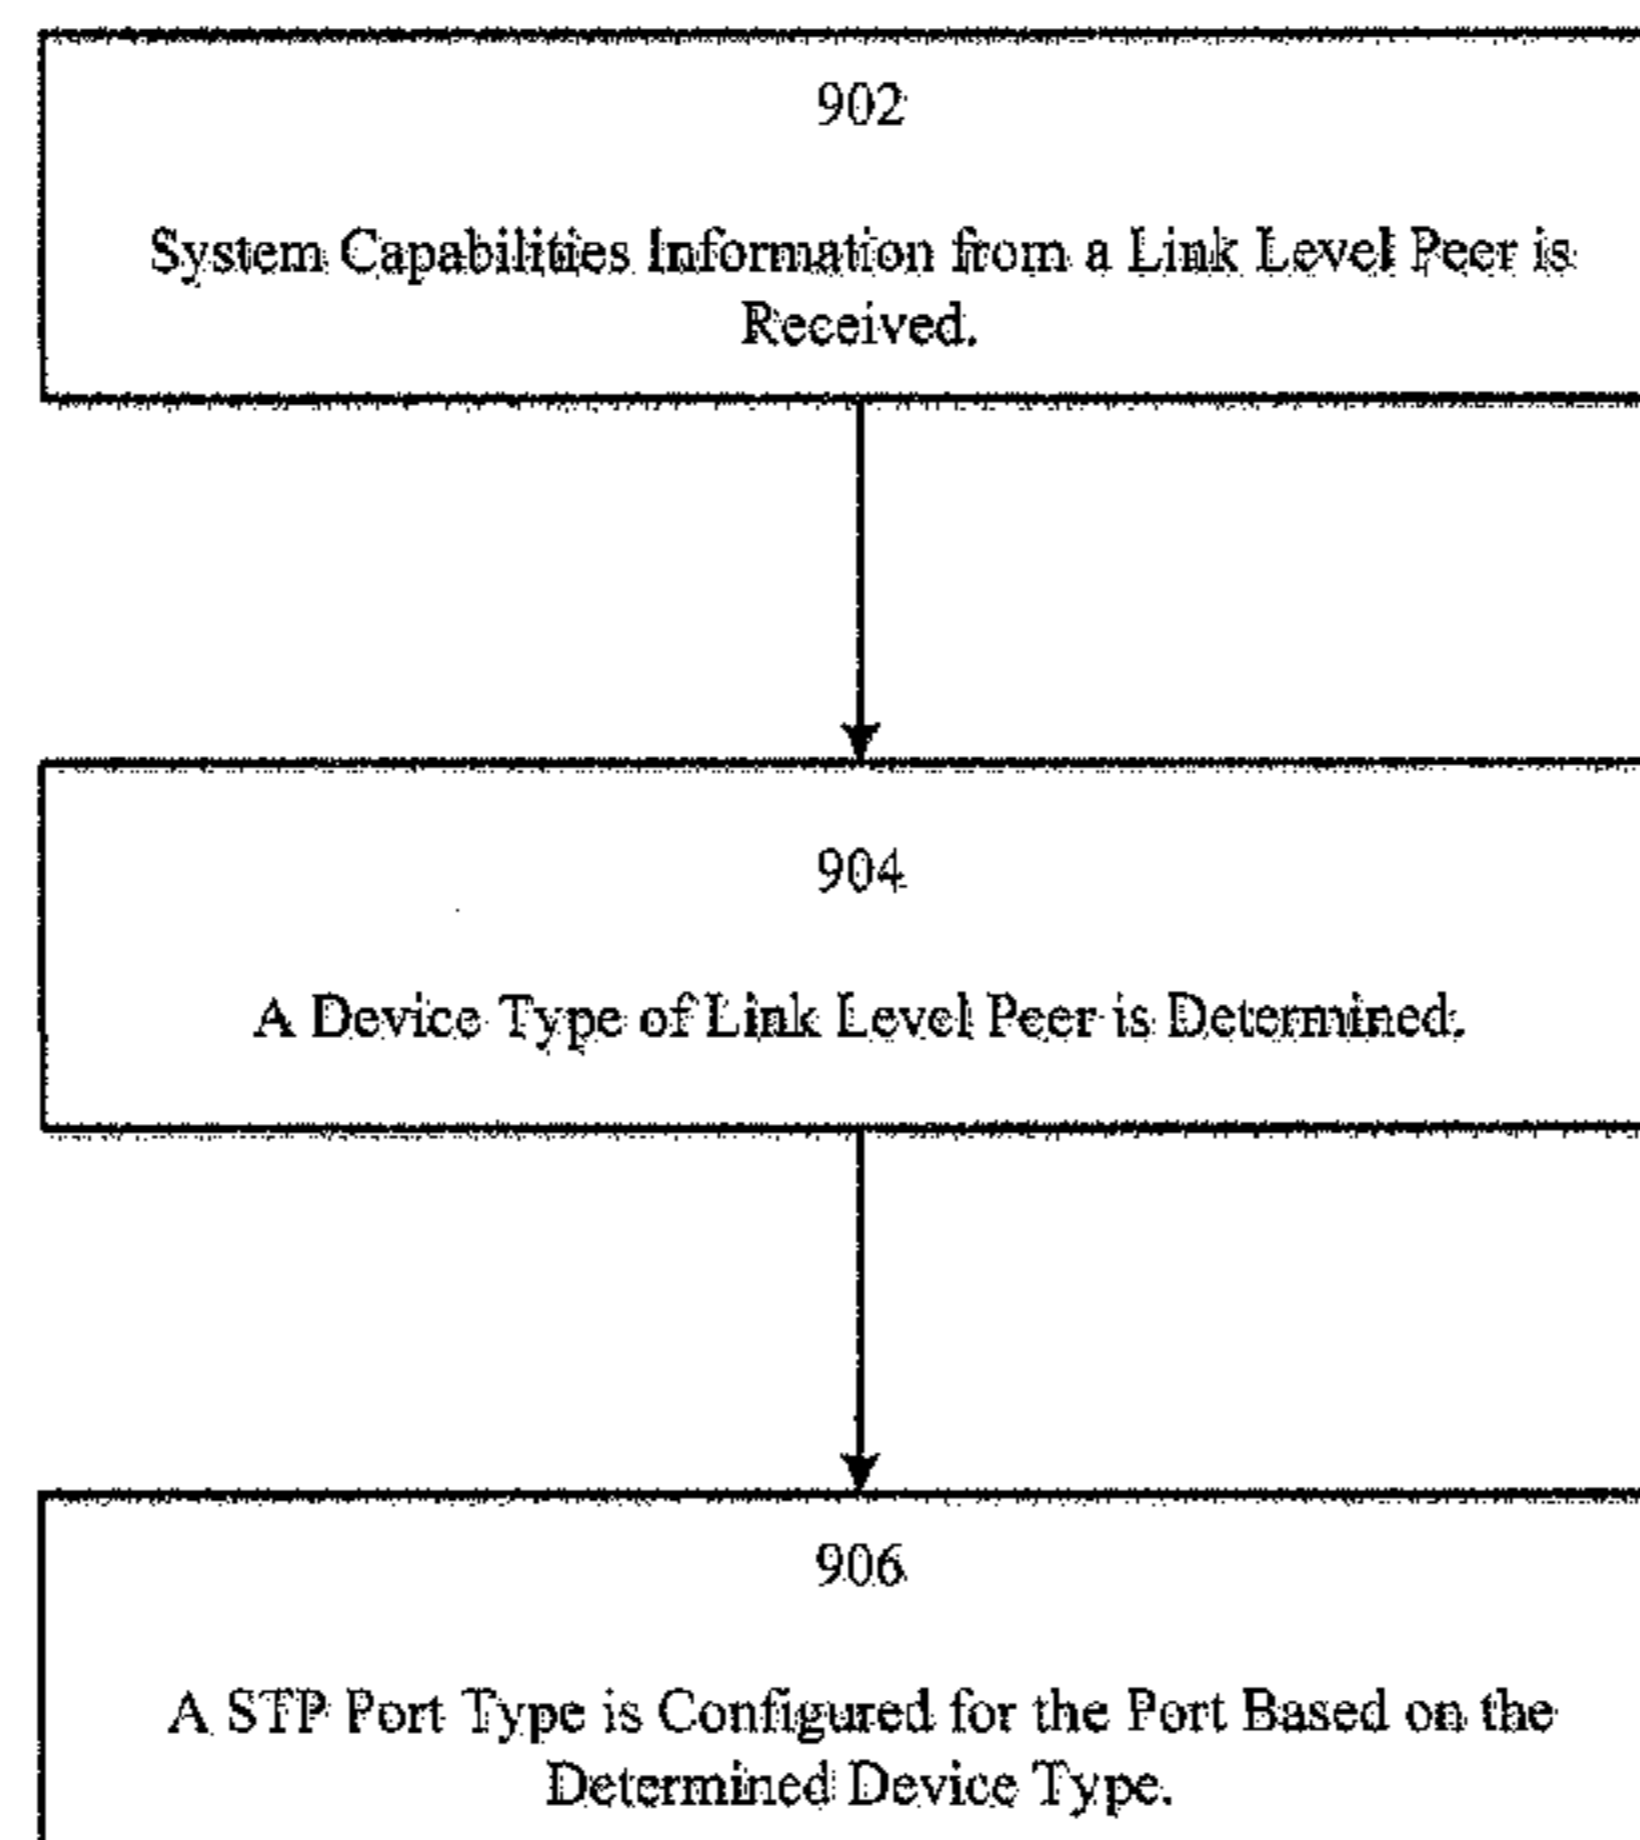 902
System Capabilities Information from a Link Level Peer is
Received.
904
A Device Type of Link Level Peer is Determined.
906
A STP Port Type is Configured for the Port Based on the
Determined Device Type.